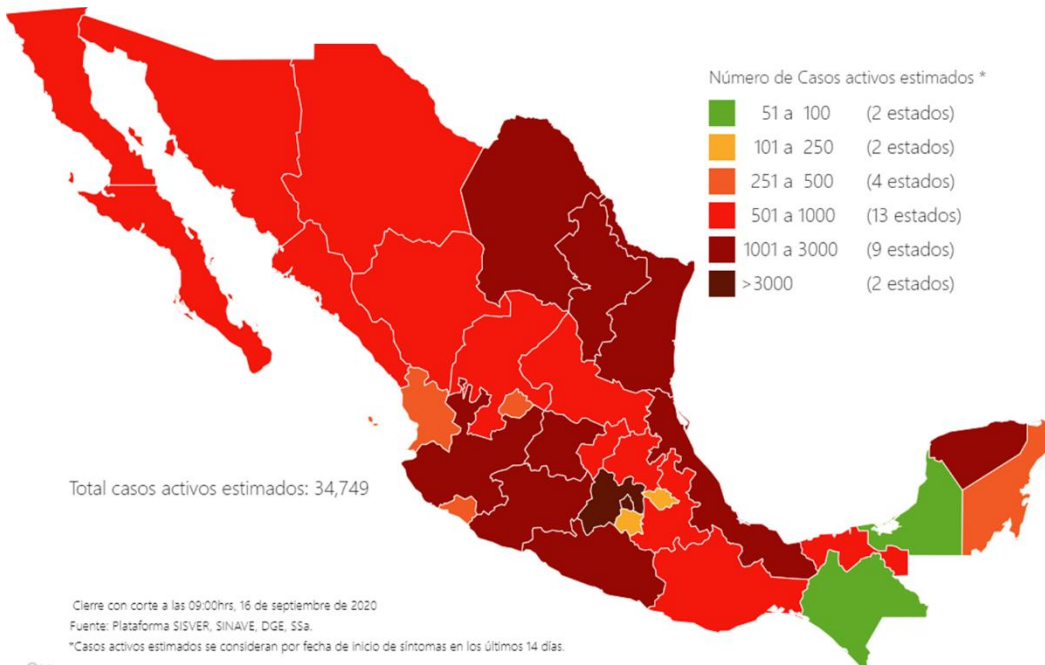 Número de Casos activos estimados *
51 a 100 (2 estados)
101 a 250 (2 estados)
251 a 500 (4 estados)
501 a 1000 (13 estados)
1001 a 3000 (9 estados)
>3000 (2 estados)
Total casos activos estimados: 34,749
Cierre con corte a las 09:00hrs, 16 de septiembre de 2020
Fuente: Plataforma SISVER, SINAVE, DGE, SSa.
*Casos activos estimados se consideran por fecha de inicio de síntomas en los últimos 14 días.